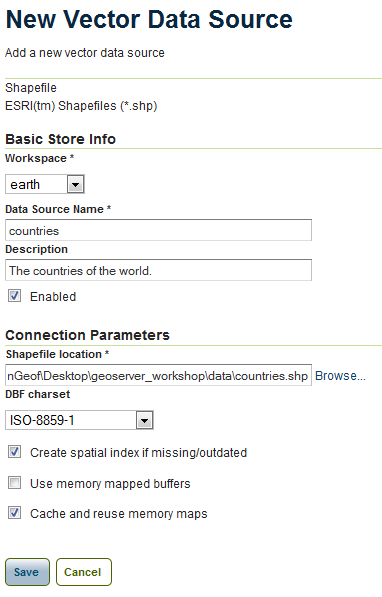 New Vector Data Source
Add a new vector data source
Shapefile
ESRI(tm) Shapefiles (*.shp)
Basic Store Info
Workspace *
earth
Data Source Name *
countries
Description
The countries of the world.
Enabled
Connection Parameters
Shapefile location *
nGeof\Desktop\geoserver_workshop\data\countries.shp Browse...
DBF charset
ISO-8859-1
Create spatial index if missing/outdated
Use memory mapped buffers
Cache and reuse memory maps
Save Cancel